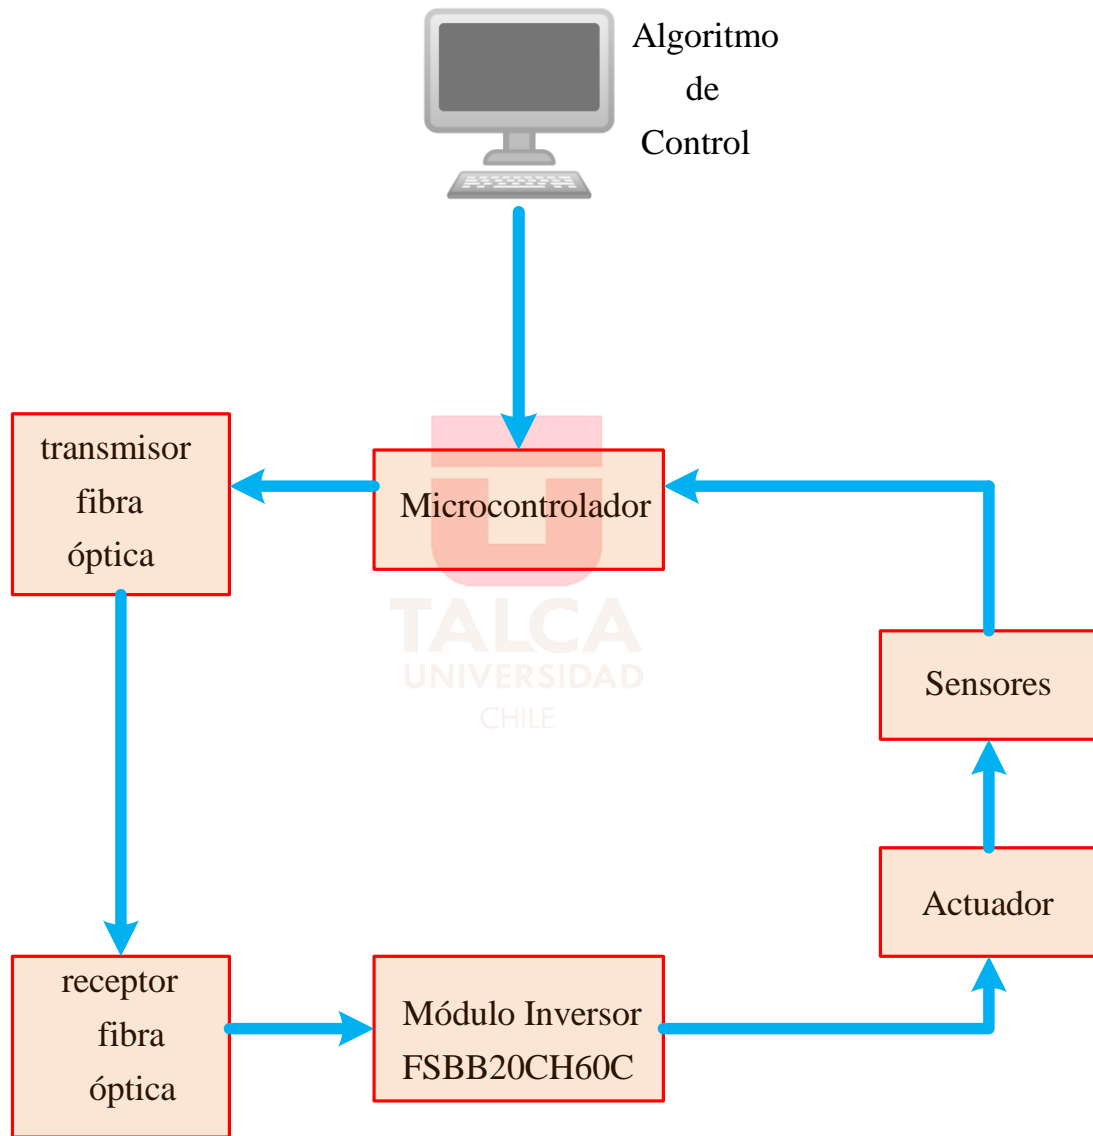 Algoritmo
de
Control
transmisor
fibra
óptica
Microcontrolador
TALCA
UNIVERSIDAD
CHILE
Sensores
Actuador
receptor
fibra
óptica
Módulo Inversor
FSBB20CH60C